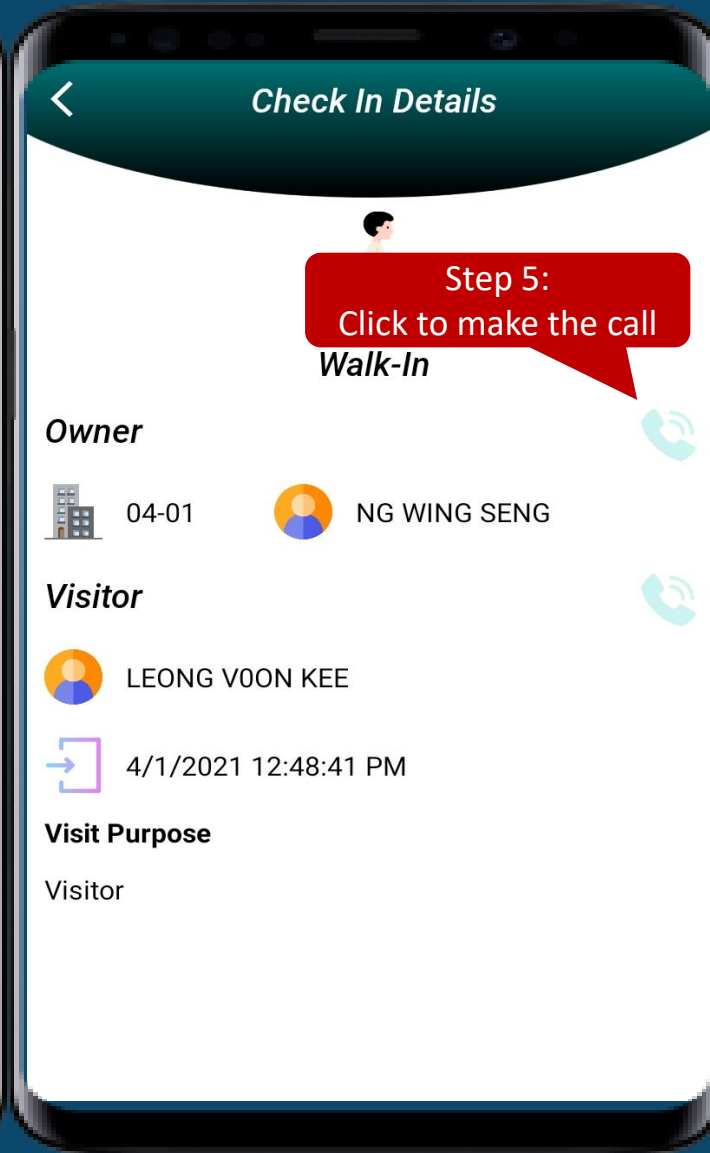 Check In Details
Step 5:
Click to make the call
Walk-In
Owner
04-01 NG WING SENG
Visitor
LEONG V0ON KEE
4/1/2021 12:48:41 PM
Visit Purpose
Visitor